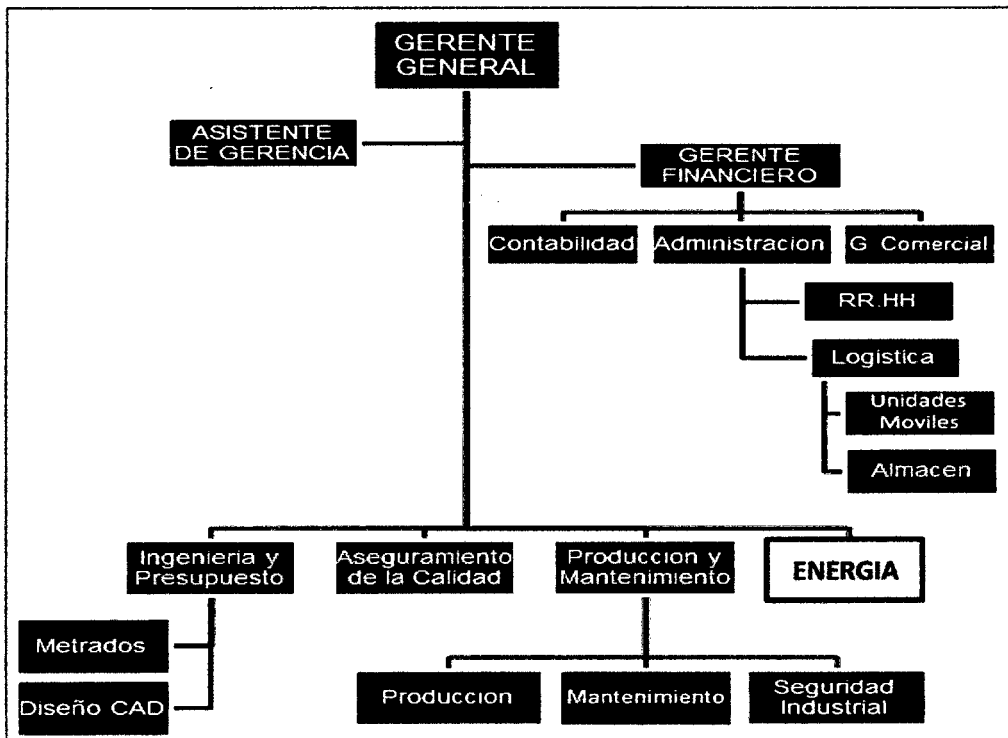 GERENTE
GENERAL
ASISTENTE
DE GERENCIA
GERENTE
FINANCIERO
Contabilidad
Administracion
G Comercial
RR.HH
Logistica
Unidades
Moviles
Almacen
Ingenieria y
Presupuesto
Aseguramiento
de la Calidad
Produccion y
Mantenimiento
ENERGIA
Metrados
Diseño CAD
Produccion
Mantenimiento
Seguridad
Industrial